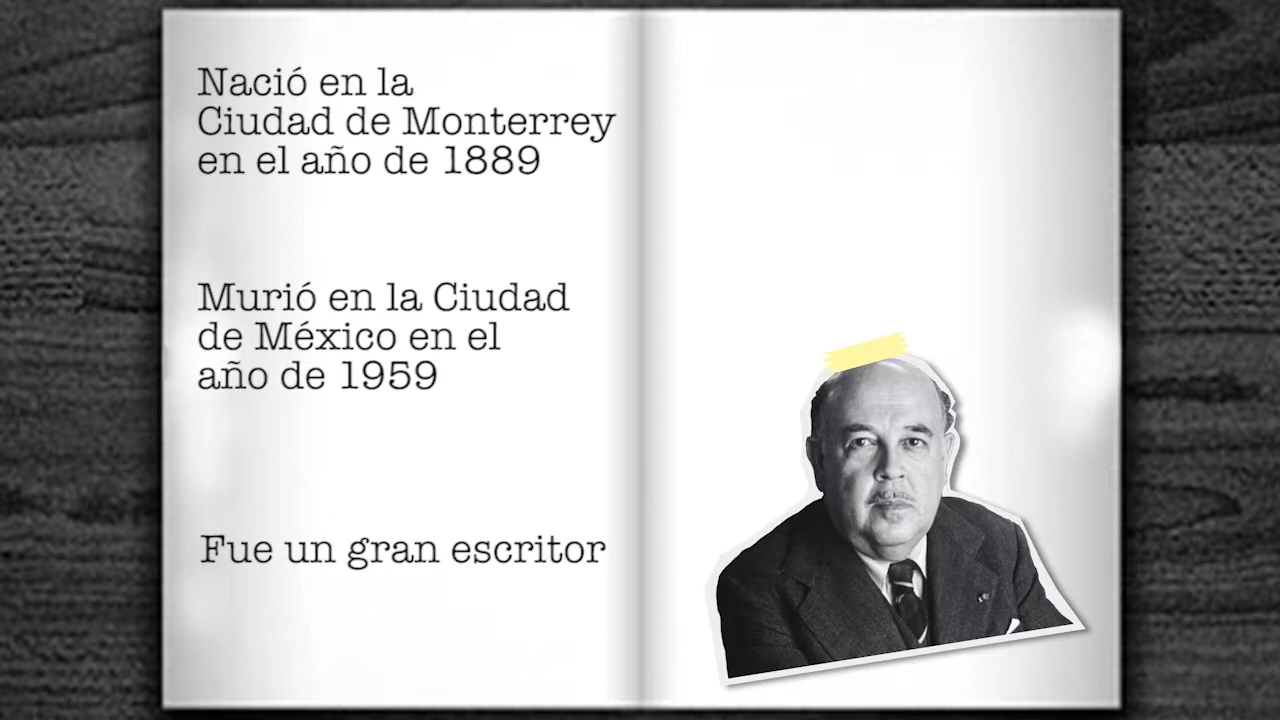 Nació en la
Ciudad de Monterrey
en el año de 1889
Murió en la Ciudad
de México en el
año de 1959
Fue un gran escritor